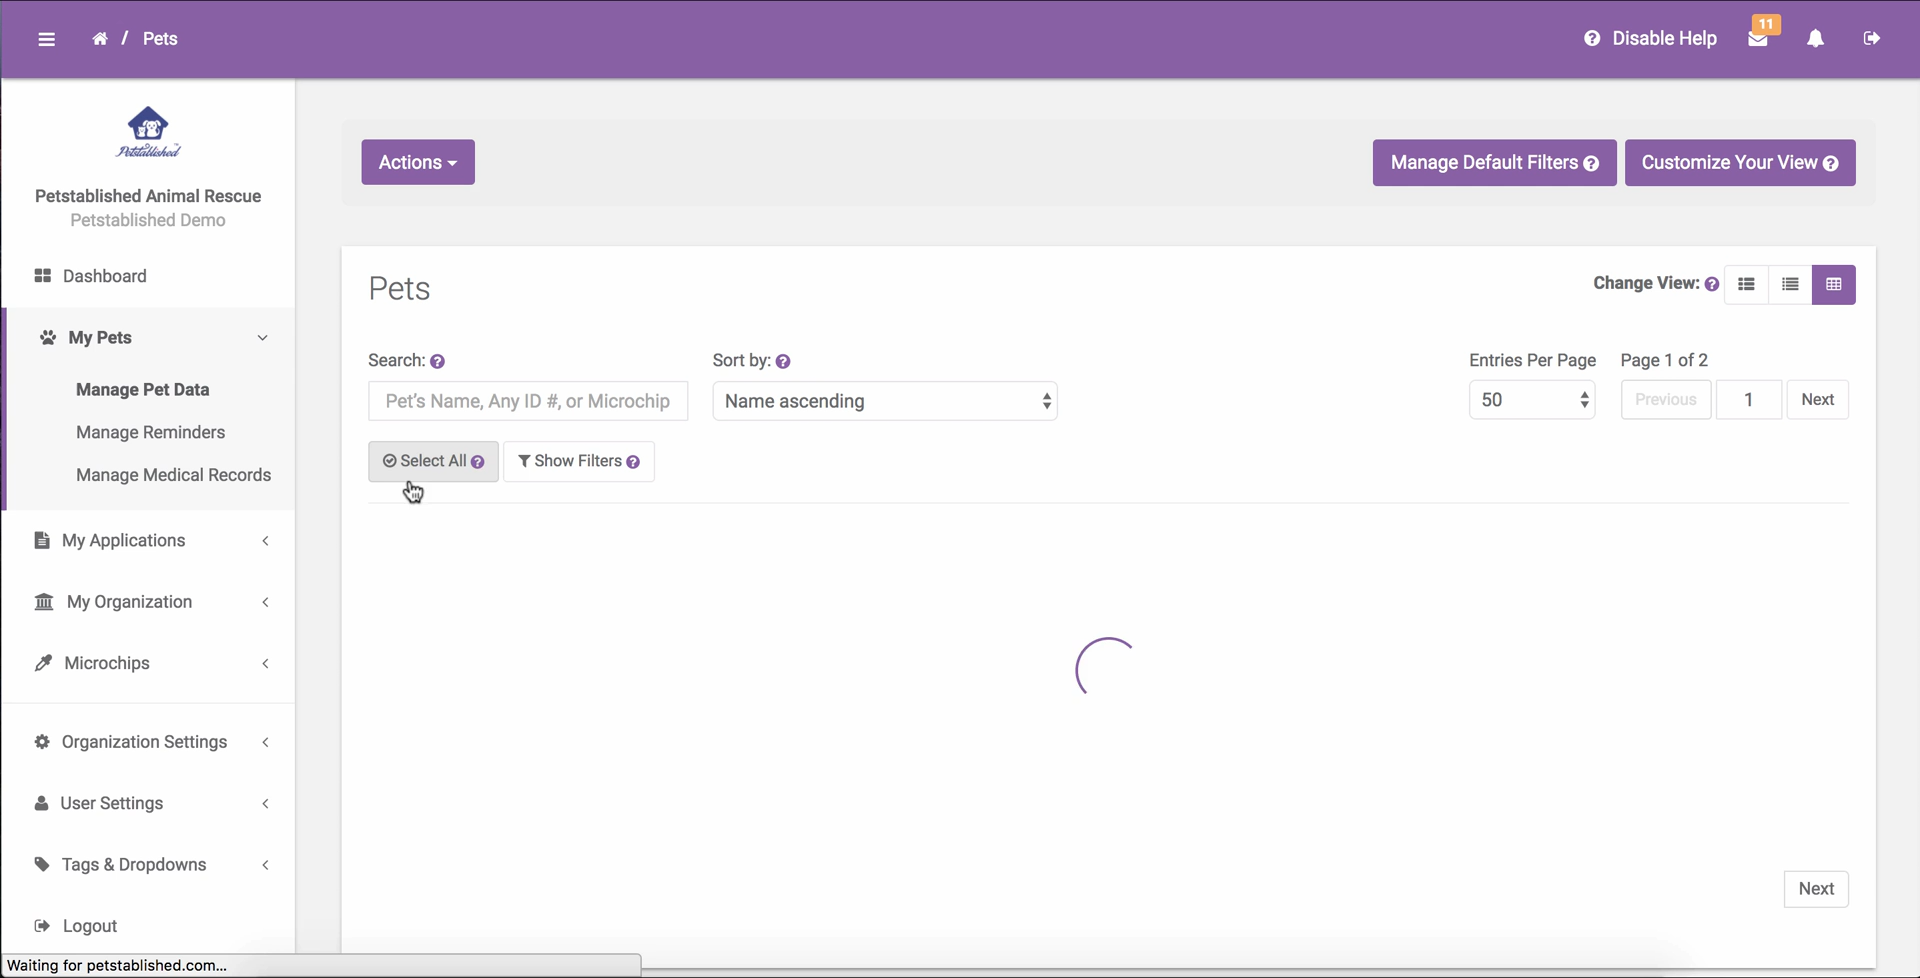 / Pets
Disable Help
11
Petstablished
Petstablished Animal Rescue
Petstablished Demo
Dashboard
My Pets
Manage Pet Data
Manage Reminders
Manage Medical Records
My Applications
My Organization
Microchips
Organization Settings
User Settings
Tags & Dropdowns
Logout
Actions
Manage Default Filters ?
Customize Your View ?
Pets
Change View: ?
Search: ?
Pet's Name, Any ID #, or Microchip
Sort by: ?
Name ascending
Entries Per Page
50
Page 1 of 2
Previous
1
Next
Select All ?
Show Filters ?
Next
Waiting for petstablished.com...